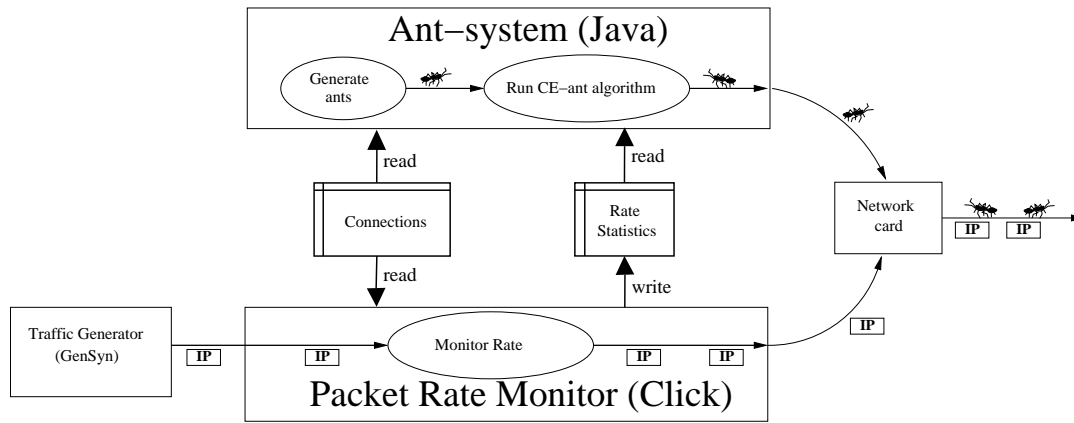 Ant−system (Java)
Generate
ants
Run CE−ant algorithm
read
read
Connections
Rate
Statistics
Network
card
IP IP
read
write
Traffic Generator
(GenSyn)
IP
IP
Monitor Rate
IP
IP
IP
Packet Rate Monitor (Click)